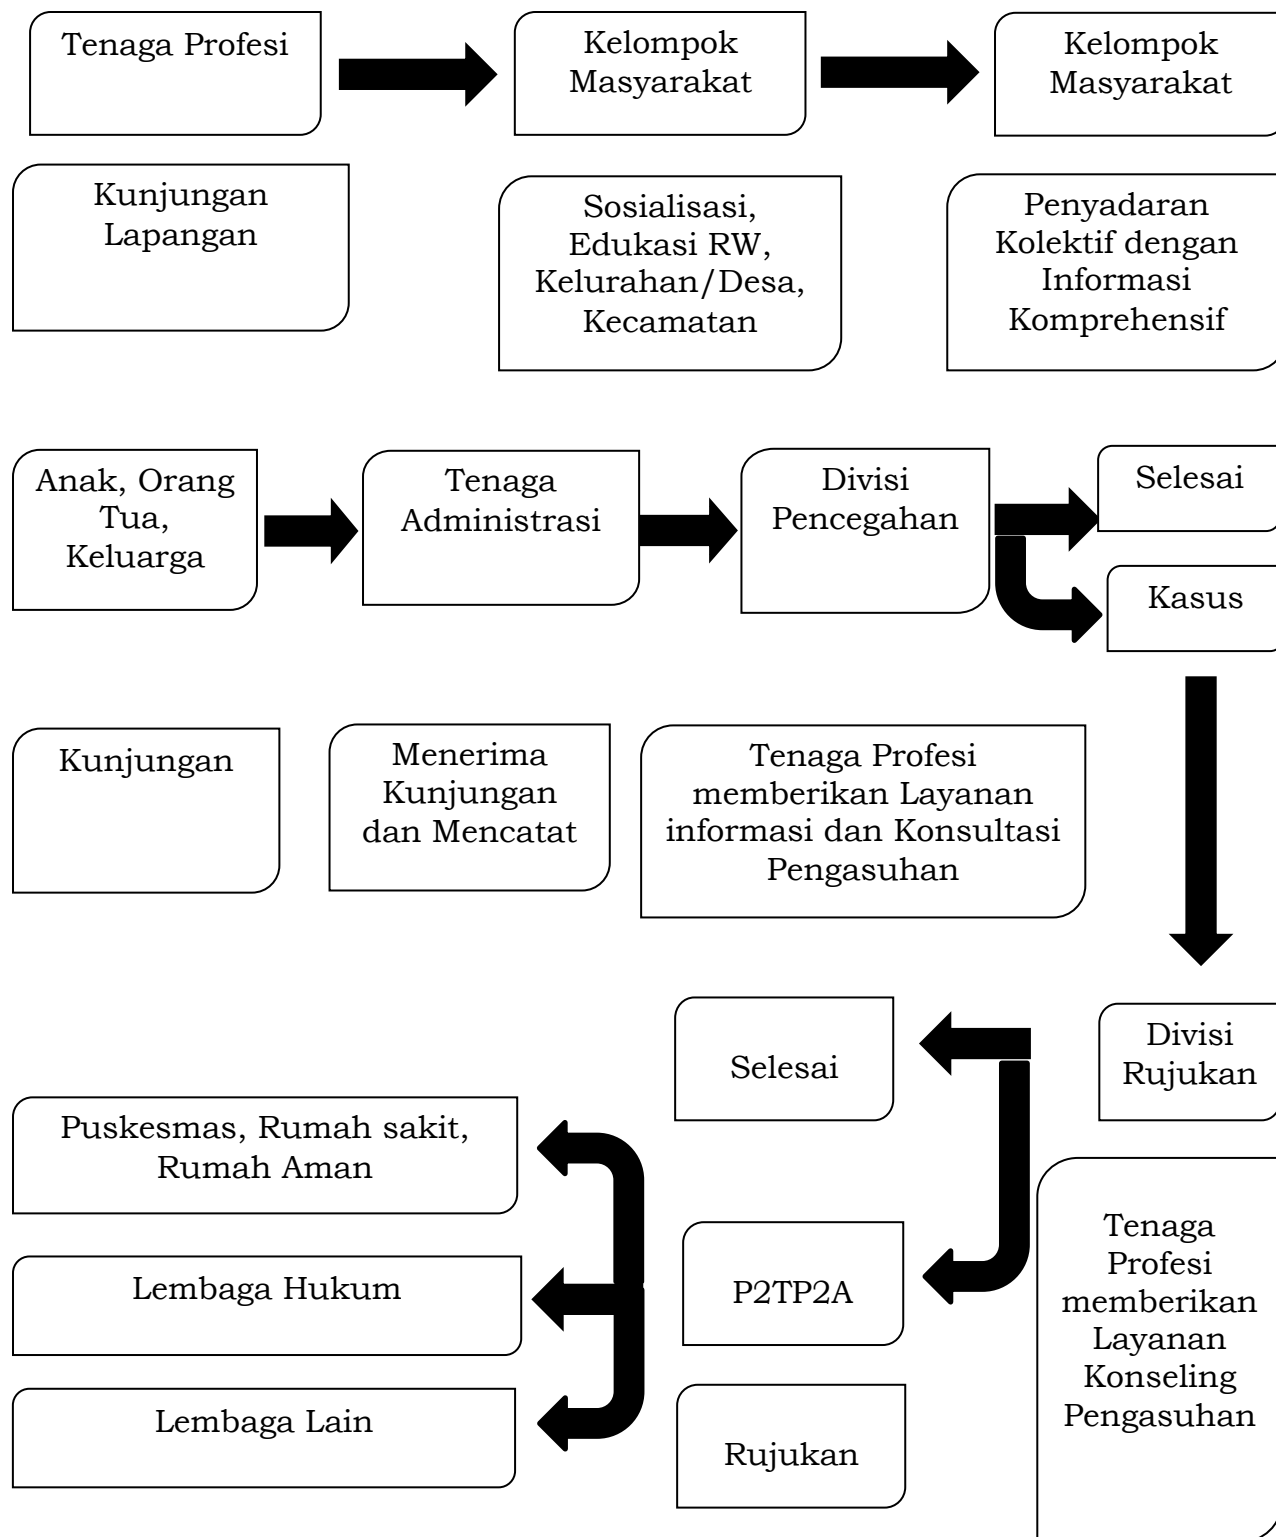 Tenaga Profesi
Kelompok
Masyarakat
Kelompok
Masyarakat
Kunjungan
Lapangan
Sosialisasi,
Edukasi RW,
Kelurahan/Desa,
Kecamatan
Penyadaran
Kolektif dengan
Informasi
Komprehensif
Anak, Orang
Tua,
Keluarga
Tenaga
Administrasi
Divisi
Pencegahan
Selesai
Kasus
Kunjungan
Menerima
Kunjungan
dan Mencatat
Tenaga Profesi
memberikan Layanan
informasi dan Konsultasi
Pengasuhan
Selesai
Divisi
Rujukan
Puskesmas, Rumah sakit,
Rumah Aman
Lembaga Hukum
P2TP2A
Tenaga
Profesi
memberikan
Layanan
Konseling
Pengasuhan
Lembaga Lain
Rujukan